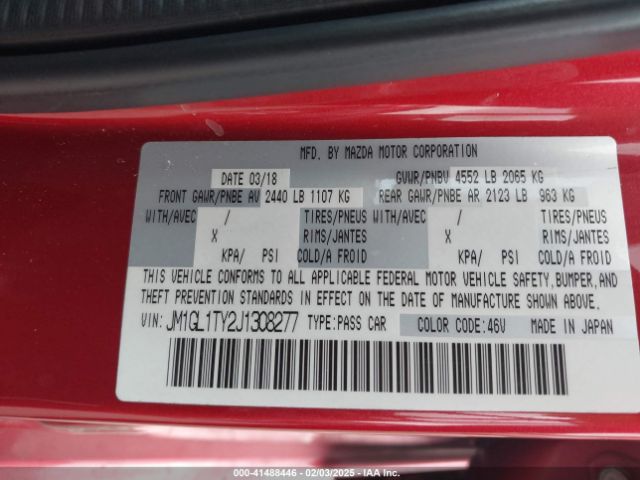 MFD. BY MAZDA MOTOR CORPORATION
DATE 03/18 GVWR/PNBV 4552 LB 2065 KG
FRONT GAWR/PNBE AV 2440 LB 1107 KG REAR GAWR/PNBE AR 2123 LB 963 KG
WITH/AVEC / TIRES/PNEUS WITH/AVEC / TIRES/PNEUS
X RIMS/JANTES X RIMS/JANTES
KPA/ PSI COLD/A FROID KPA/ PSI COLD/A FROID
THIS VEHICLE CONFORMS TO ALL APPLICABLE FEDERAL MOTOR VEHICLE SAFETY,BUMPER,AND
THEFT PREVENTION STANDARDS IN EFFECT ON THE DATE OF MANUFACTURE SHOWN ABOVE.
VIN: JM1GL1TY2J1308277 TYPE:PASS CAR COLOR CODE:46V MADE IN JAPAN
000-41488446 - 02/03/2025 - IAA Inc.